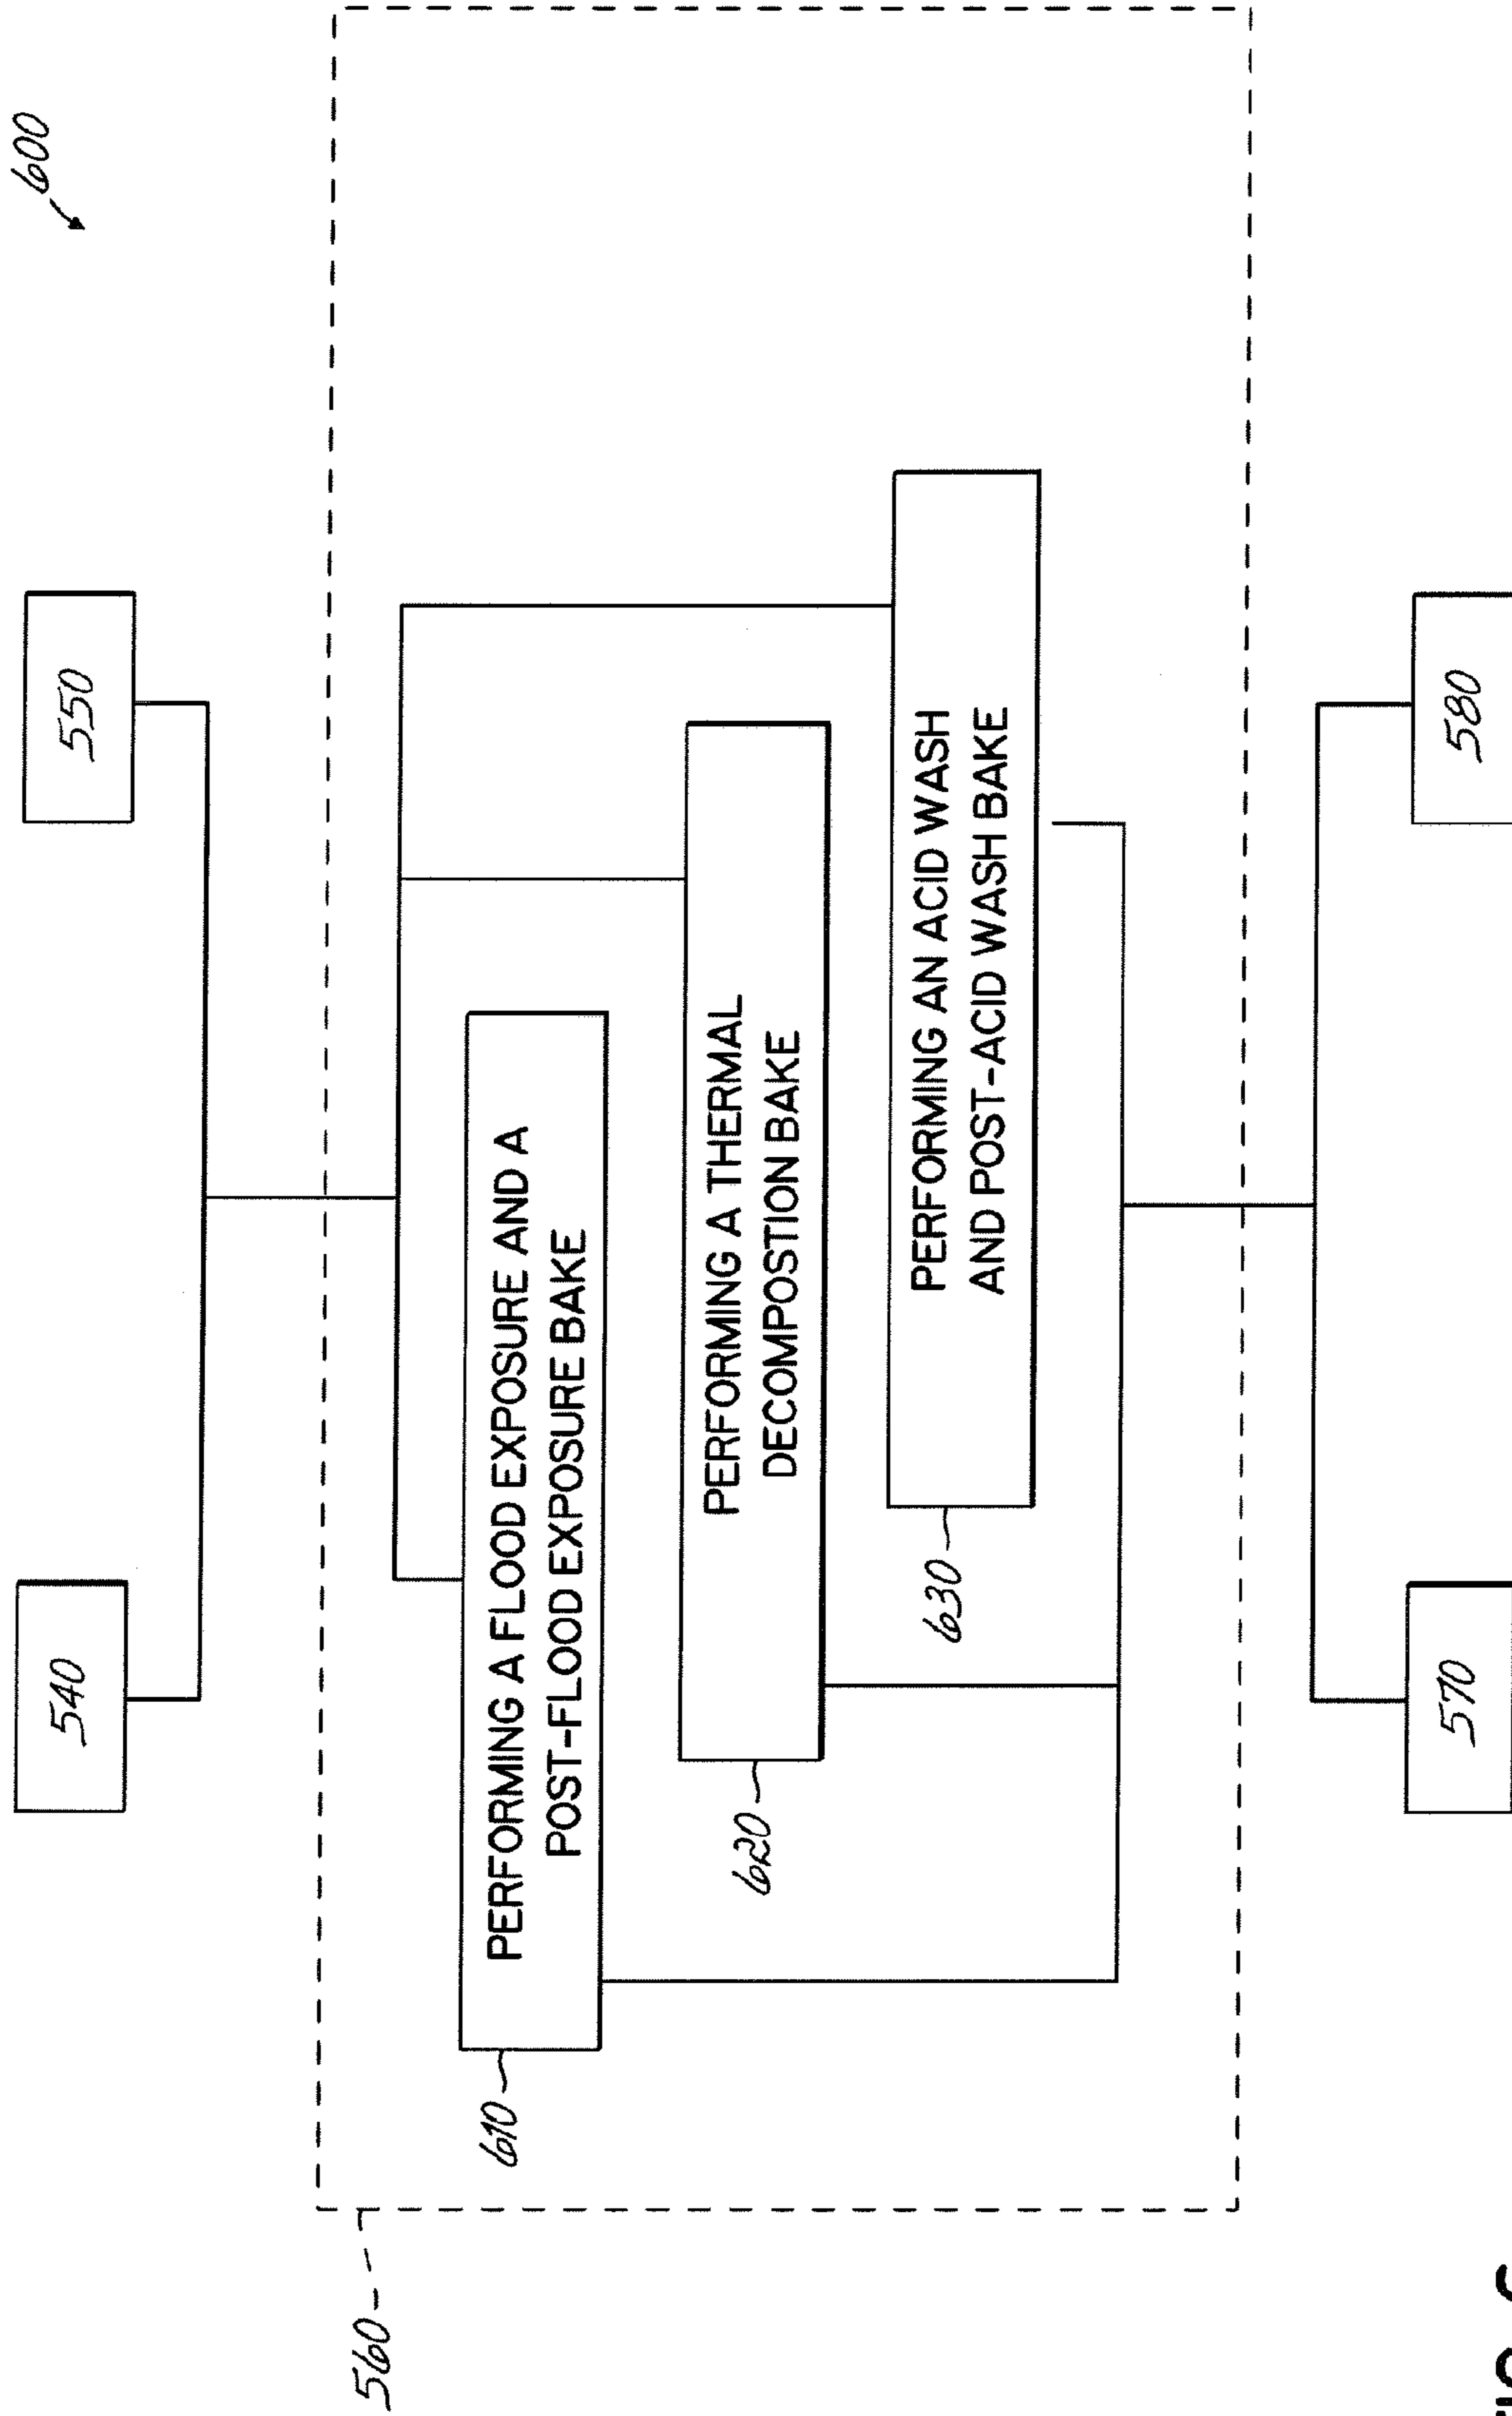 600
540
550
560
610
PERFORMING A FLOOD EXPOSURE AND A
POST-FLOOD EXPOSURE BAKE
620
PERFORMING A THERMAL
DECOMPOSTION BAKE
630
PERFORMING AN ACID WASH
AND POST-ACID WASH BAKE
570
580